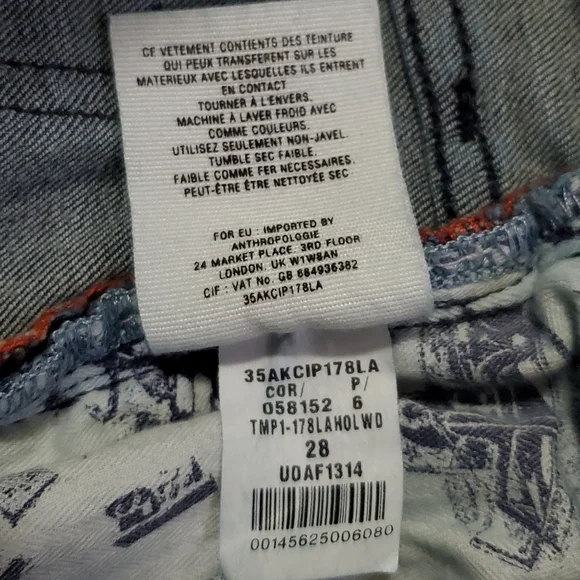 CE VETEMENT CONTIENTS DES TEINTURE
QUI PEUX TRANSFERENT SUR LES
MATERIEUX AVEC LESQUELLES ILS ENTRENT
EN CONTACT
TOURNER À L'ENVERS.
MACHINE À LAVER FROID AVEC
COMME COULEURS.
UTILISEZ SEULEMENT NON-JAVEL.
TUMBLE SEC FAIBLE.
FAIBLE COMME FER NECESSAIRES.
PEUT-ÊTRE ÊTRE NETTOYÉE SEC
FOR EU : IMPORTED BY
ANTHROPOLOGIE
24 MARKET PLACE. 3RD FLOOR
LONDON. UK W1W8AN
CIF : VAT No. GB 684936382
35AKCIP178LA
35AKCIP178LA
COR/ P/
058152 6
TMP1-178LAHOLWD
28
UOAF1314
00145625006080